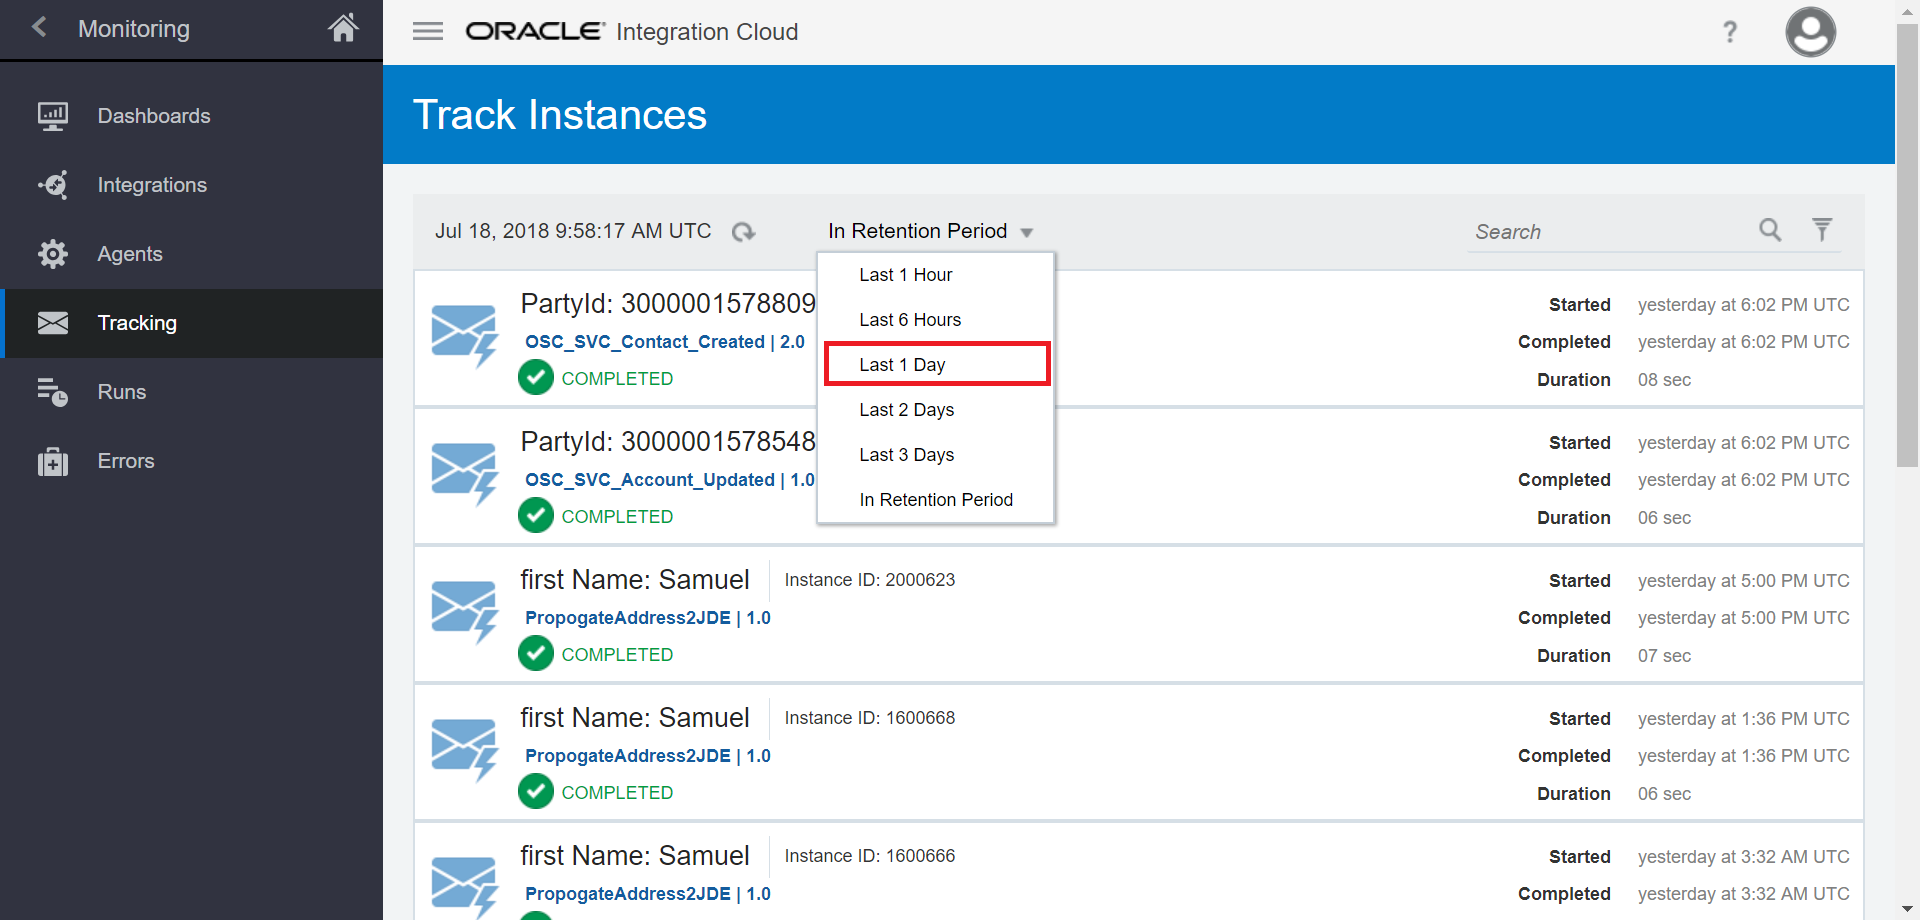 Monitoring
ORACLE Integration Cloud
?
Dashboards
Integrations
Agents
Tracking
Runs
Errors
Track Instances
Jul 18, 2018 9:58:17 AM UTC
In Retention Period
Search
Last 1 Hour
Last 6 Hours
Last 1 Day
Last 2 Days
Last 3 Days
In Retention Period
PartyId: 3000001578809
OSC_SVC_Contact_Created | 2.0
COMPLETED
Started yesterday at 6:02 PM UTC
Completed yesterday at 6:02 PM UTC
Duration 08 sec
PartyId: 3000001578548
OSC_SVC_Account_Updated | 1.0
COMPLETED
Started yesterday at 6:02 PM UTC
Completed yesterday at 6:02 PM UTC
Duration 06 sec
first Name: Samuel Instance ID: 2000623
PropogateAddress2JDE | 1.0
COMPLETED
Started yesterday at 5:00 PM UTC
Completed yesterday at 5:00 PM UTC
Duration 07 sec
first Name: Samuel Instance ID: 1600668
PropogateAddress2JDE | 1.0
COMPLETED
Started yesterday at 1:36 PM UTC
Completed yesterday at 1:36 PM UTC
Duration 06 sec
first Name: Samuel Instance ID: 1600666
PropogateAddress2JDE | 1.0
Started yesterday at 3:32 AM UTC
Completed yesterday at 3:32 AM UTC